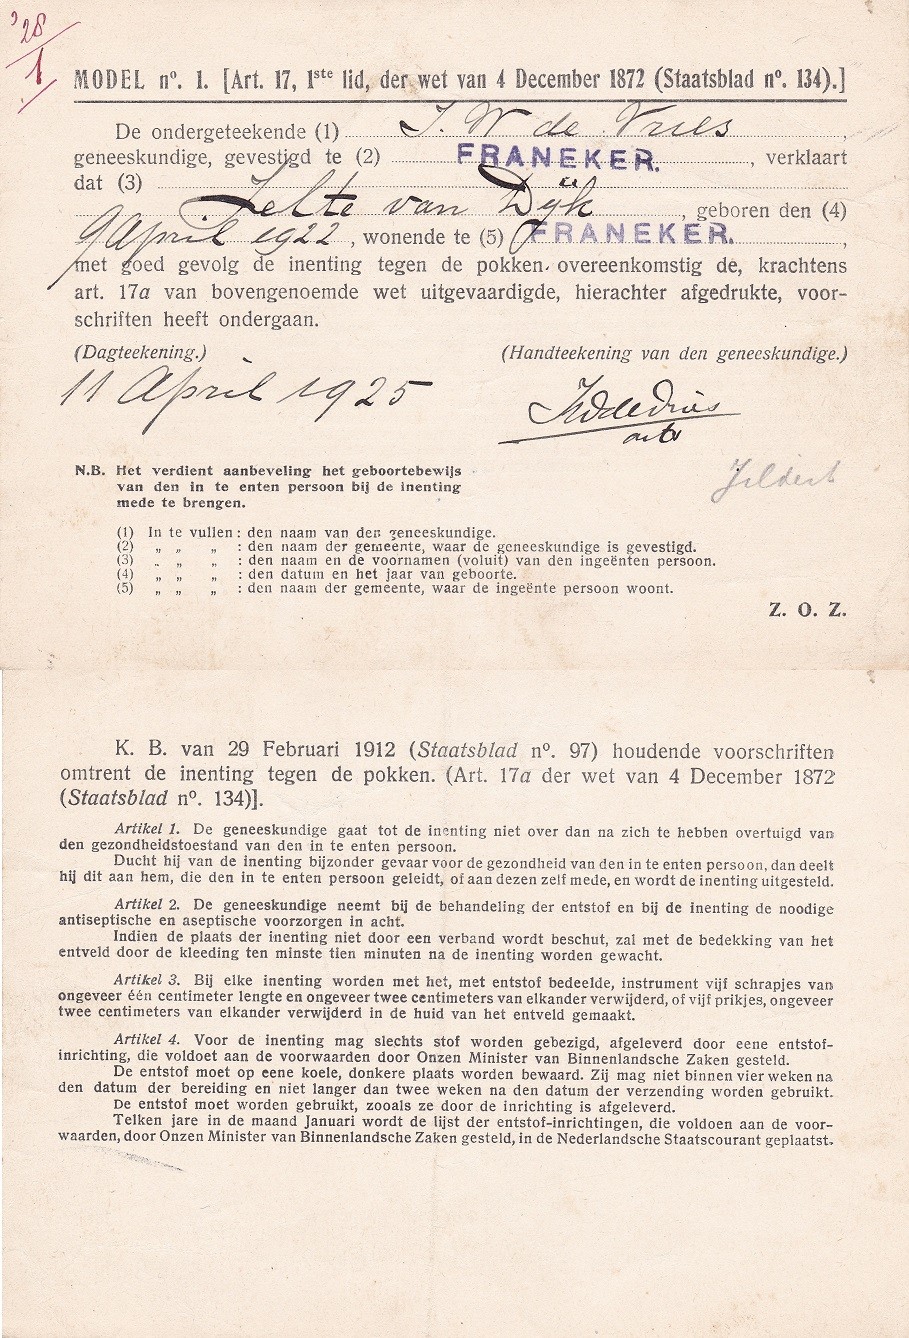 '28
1
MODEL nº. 1. [Art. 17, 1ste lid, der wet van 4 December 1872 (Staatsblad nº. 134).]
De ondergeteekende (1) J. W de Vries,
geneeskundige, gevestigd te (2) FRANEKER., verklaart
dat (3)
Jelte van Dijk, geboren den (4)
9 April 1922, wonende te (5) FRANEKER.,
met goed gevolg de inenting tegen de pokken overeenkomstig de, krachtens
art. 17a van bovengenoemde wet uitgevaardigde, hierachter afgedrukte, voor-
schriften heeft ondergaan.
(Dagteekening.) (Handteekening van den geneeskundige.)
11 April 1925 JWdeVries
arts
N.B. Het verdient aanbeveling het geboortebewijs
van den in te enten persoon bij de inenting
mede te brengen.
(1) In te vullen: den naam van den geneeskundige.
(2) „ „ „ : den naam der gemeente, waar de geneeskundige is gevestigd.
(3) „ „ „ : den naam en de voornamen (voluit) van den ingeënten persoon.
(4) „ „ „ : den datum en het jaar van geboorte.
(5) „ „ „ : den naam der gemeente, waar de ingeënte persoon woont.
Z. O. Z.
K. B. van 29 Februari 1912 (Staatsblad nº. 97) houdende voorschriften
omtrent de inenting tegen de pokken. (Art. 17a der wet van 4 December 1872
(Staatsblad nº. 134)].
Artikel 1. De geneeskundige gaat tot de inenting niet over dan na zich te hebben overtuigd van
den gezondheidstoestand van den in te enten persoon.
Ducht hij van de inenting bijzonder gevaar voor de gezondheid van den in te enten persoon, dan deelt
hij dit aan hem, die den in te enten persoon geleidt, of aan dezen zelf mede, en wordt de inenting uitgesteld.
Artikel 2. De geneeskundige neemt bij de behandeling der entstof en bij de inenting de noodige
antiseptische en aseptische voorzorgen in acht.
Indien de plaats der inenting niet door een verband wordt beschut, zal met de bedekking van het
entveld door de kleeding ten minste tien minuten na de inenting worden gewacht.
Artikel 3. Bij elke inenting worden met het, met entstof bedeelde, instrument vijf schrapjes van
ongeveer één centimeter lengte en ongeveer twee centimeters van elkander verwijderd, of vijf prikjes, ongeveer
twee centimeters van elkander verwijderd in de huid van het entveld gemaakt.
Artikel 4. Voor de inenting mag slechts stof worden gebezigd, afgeleverd door eene entstof-
inrichting, die voldoet aan de voorwaarden door Onzen Minister van Binnenlandsche Zaken gesteld.
De entstof moet op eene koele, donkere plaats worden bewaard. Zij mag niet binnen vier weken na
den datum der bereiding en niet langer dan twee weken na den datum der verzending worden gebruikt.
De entstof moet worden gebruikt, zooals ze door de inrichting is afgeleverd.
Telken jare in de maand Januari wordt de lijst der entstof-inrichtingen, die voldoen aan de voor-
waarden, door Onzen Minister van Binnenlandsche Zaken gesteld, in de Nederlandsche Staatscourant geplaatst.